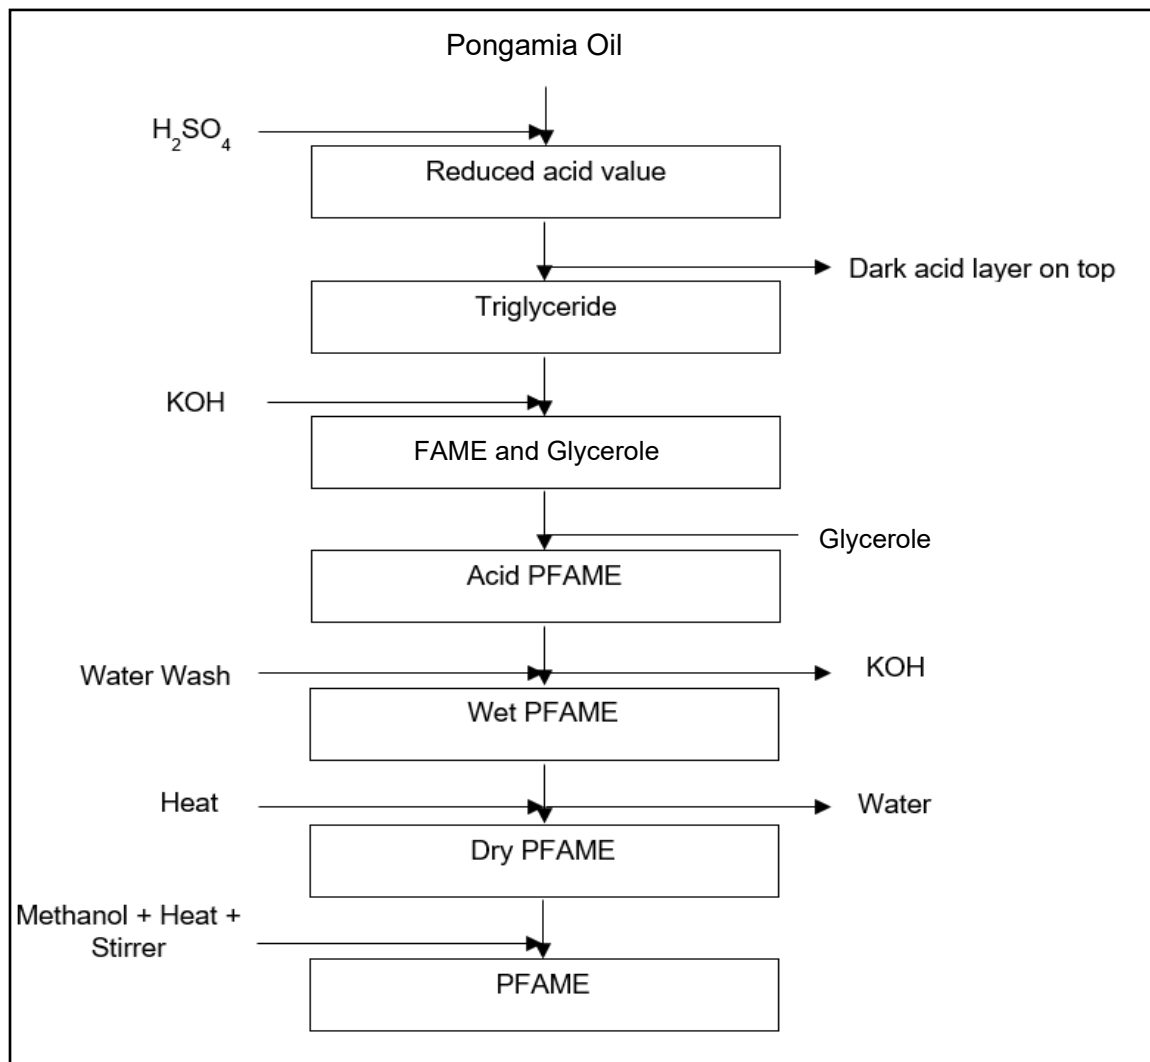 Pongamia Oil
H₂SO₄
Reduced acid value
Dark acid layer on top
Triglyceride
KOH
FAME and Glycerole
Glycerole
Acid PFAME
Water Wash
KOH
Wet PFAME
Heat
Water
Dry PFAME
Methanol + Heat +
Stirrer
PFAME